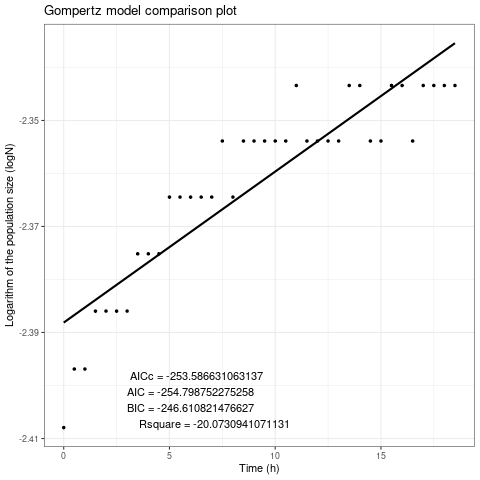 Gompertz model comparison plot
Logarithm of the population size (logN)
-2.35
-2.37
-2.39
-2.41
AICc = -253.586631063137
AIC = -254.798752275258
BIC = -246.610821476627
Rsquare = -20.0730941071131
0 5 10 15
Time (h)